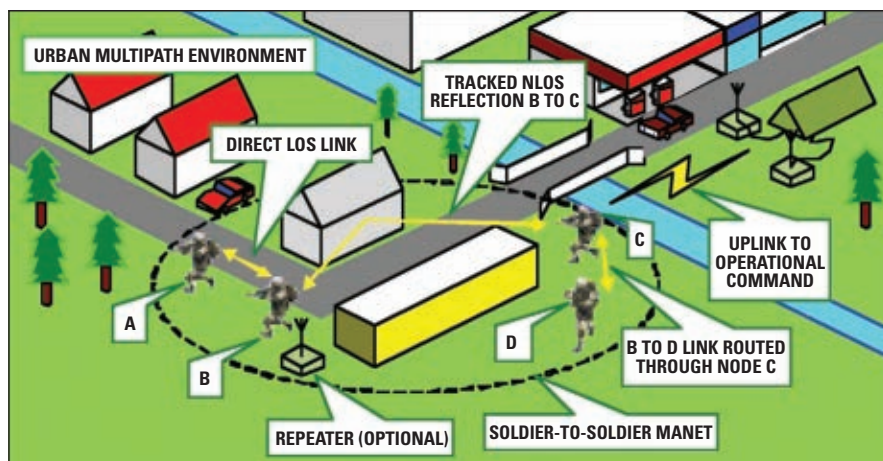 URBAN MULTIPATH ENVIRONMENT
TRACKED NLOS
REFLECTION B TO C
DIRECT LOS LINK
C
UPLINK TO
OPERATIONAL
COMMAND
A
B
D
B TO D LINK ROUTED
THROUGH NODE C
REPEATER (OPTIONAL)
SOLDIER-TO-SOLDIER MANET